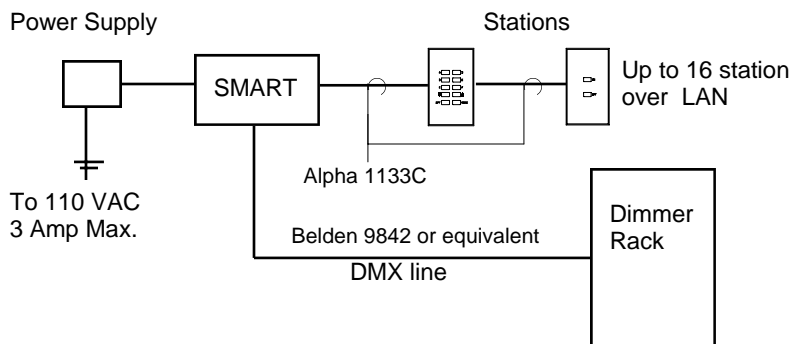 Power Supply
Stations
SMART
Up to 16 station
over LAN
Alpha 1133C
To 110 VAC
3 Amp Max.
Belden 9842 or equivalent
DMX line
Dimmer
Rack